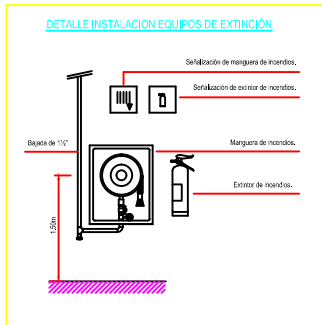 DETALLE INSTALACION EQUIPOS DE EXTINCIÓN
Señalización de manguera de incendios.
Señalización de extintor de incendios.
Bajada de 1½"
Manguera de incendios.
Extintor de incendios.
1,50m